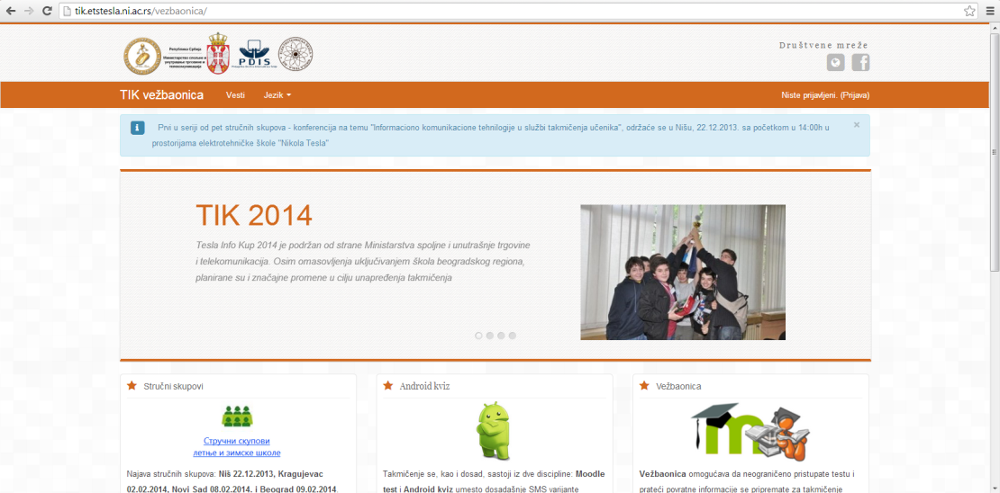 tik.etstesla.ni.ac.rs/vezbaonica/
Република Србија
Министарство спољне и
унутрашње трговине и
телекомуникација
PDIS
Društvene mreže
TIK vežbaonica Vesti Jezik Niste prijavljeni. (Prijava)
Prvi u seriji od pet stručnih skupova - konferencija na temu "Informaciono komunikacione tehnilogije u službi takmičenja učenika", održaće se u Nišu, 22.12.2013. sa početkom u 14:00h u
prostorijama elektrotehničke škole "Nikola Tesla"
TIK 2014
Tesla Info Kup 2014 je podržan od strane Ministarstva spoljne i unutrašnje trgovine
i telekomunikacija. Osim omasovljenja uključivanjem škola beogradskog regiona,
planirane su i značajne promene u cilju unapređenja takmičenja
Stručni skupovi
Стручни скупови
летње и зимске школе
Najava stručnih skupova: Niš 22.12.2013, Kragujevac
02.02.2014, Novi Sad 08.02.2014. i Beograd 09.02.2014.
Android kviz
Takmičenje se, kao i dosad, sastoji iz dve discipline: Moodle
test i Android kviz umesto dosadašnje SMS varijante
Vežbaonica
Vežbaonica omogućava da neograničeno pristupate testu i
prateći povratne informacije se pripremate za takmičenje